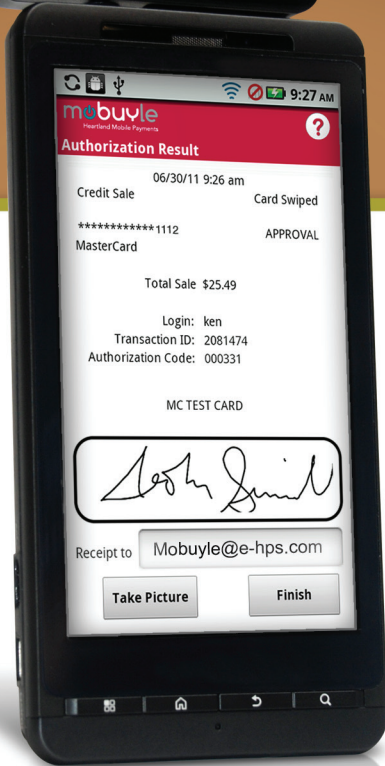 9:27 AM
mobuyle
Heartland Mobile Payments
?
Authorization Result
06/30/11 9:26 am
Credit Sale Card Swiped
************1112 APPROVAL
MasterCard
Total Sale $25.49
Login: ken
Transaction ID: 2081474
Authorization Code: 000331
MC TEST CARD
Receipt to Mobuyle@e-hps.com
Take Picture Finish